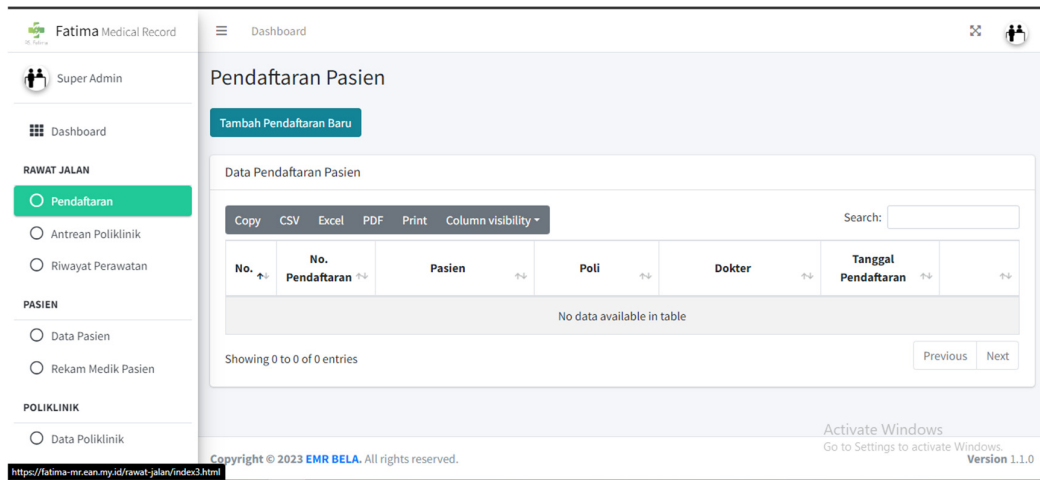 Fatima Medical Record
Dashboard
Super Admin
Pendaftaran Pasien
Tambah Pendaftaran Baru
Dashboard
RAWAT JALAN
Data Pendaftaran Pasien
Pendaftaran
Copy CSV Excel PDF Print Column visibility
Search:
Antrean Poliklinik
No. No. Pendaftaran Pasien Poli Dokter Tanggal Pendaftaran
Riwayat Perawatan
PASIEN
No data available in table
Data Pasien
Showing 0 to 0 of 0 entries
Previous Next
Rekam Medik Pasien
POLIKLINIK
Data Poliklinik
Activate Windows
Go to Settings to activate Windows.
Copyright © 2023 EMR BELA. All rights reserved.
Version 1.1.0
https://fatima-mr.ean.my.id/rawat-jalan/index3.html